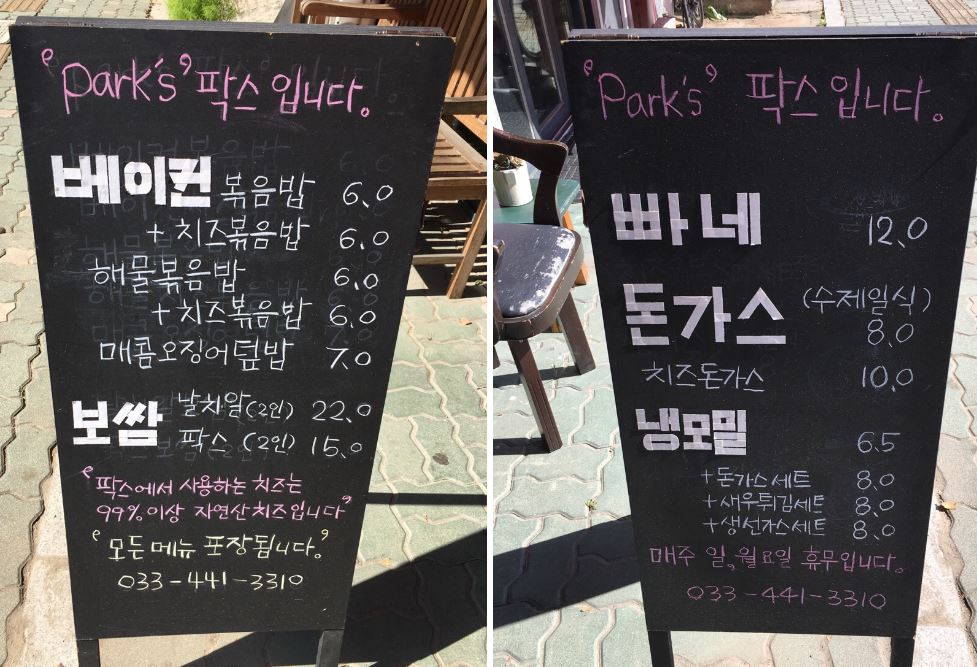 "Park's" 팍스 입니다.
베이컨 볶음밥 6.0
+치즈볶음밥 6.0
해물볶음밥 6.0
+치즈볶음밥 6.0
매콤오징어덮밥 7.0
보쌈 날치알(2인) 22.0
팍스 (2인) 15.0
"팍스에서 사용하는 치즈는
99%이상 자연산치즈입니다"
"모든메뉴 포장됩니다."
033-441-3310
"Park's" 팍스입니다.
빠네 12.0
돈가스 (수제일식) 8.0
치즈돈가스 10.0
냉모밀 6.5
+돈가스세트 8.0
+새우튀김세트 8.0
+생선가스세트 8.0
매주 일,월요일 휴무입니다.
033-441-3310